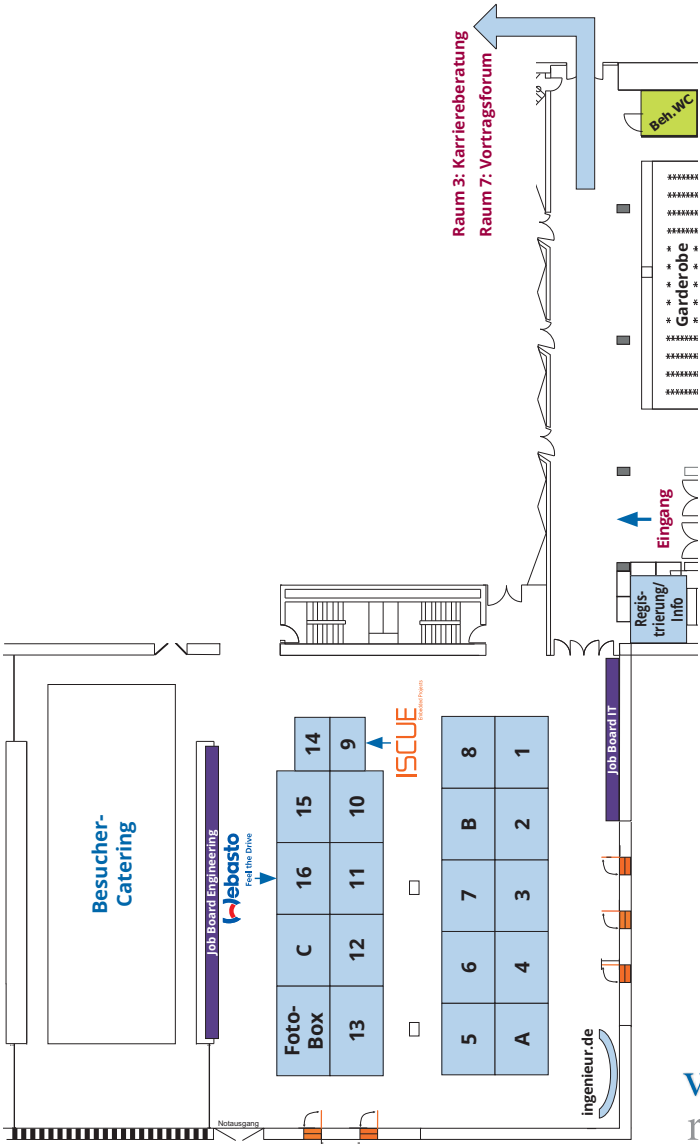 Raum 3: Karriereberatung
Raum 7: Vortragsforum
Beh.WC
Garderobe
Eingang
Regis-
trierung/
Info
Besucher-
Catering
Job Board Engineering
Webasto
Feel the Drive
14
9
ISCUE
15
10
16
11
C
12
Foto-
Box
13
8
1
B
2
7
3
6
4
5
A
Job Board IT
ingenieur.de
Notausgang